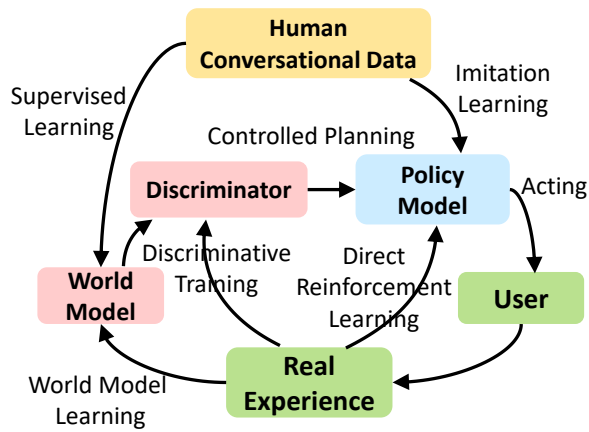 Human
Conversational Data
Supervised
Learning
Imitation
Learning
Controlled Planning
Discriminator
Policy
Model
Acting
Discriminative
Training
Direct
Reinforcement
Learning
World
Model
User
Real
Experience
World Model
Learning